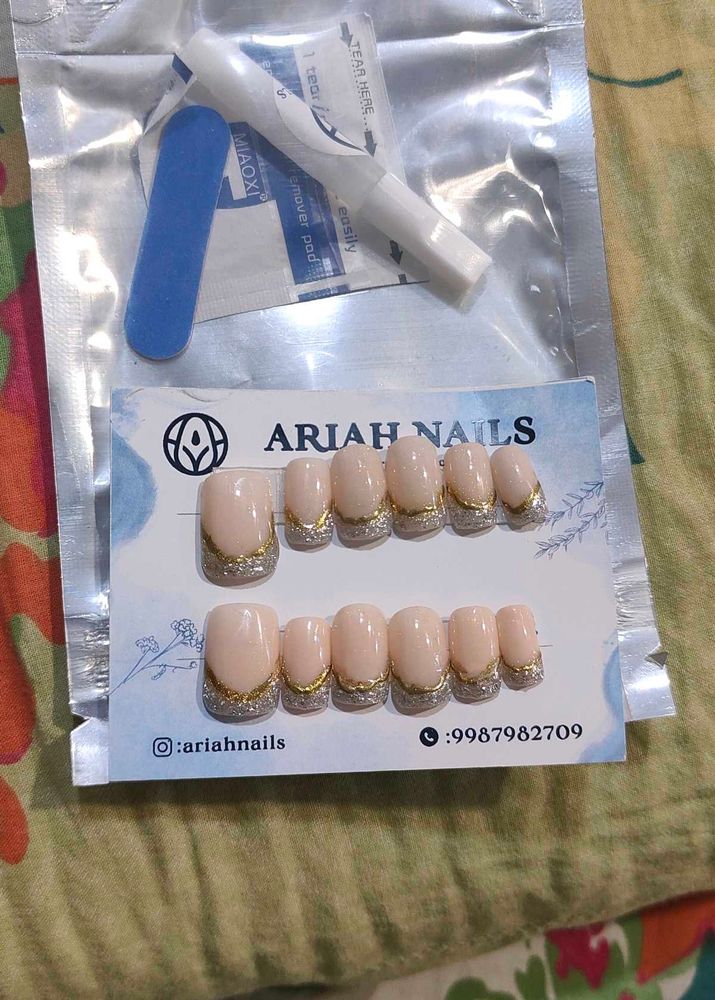 TEAR HERE
1 tear
MIAOXI
remover pad
easily
ARIAH NAILS
:ariahnails
:9987982709